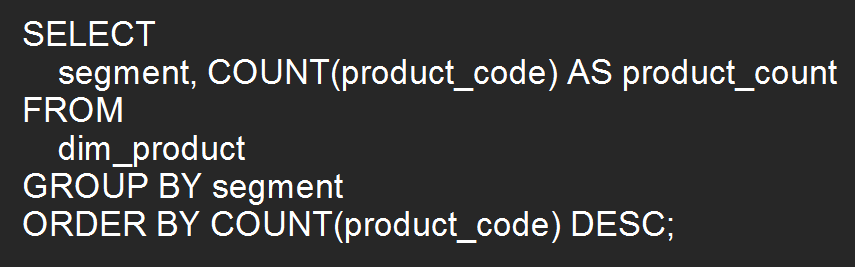 SELECT
segment, COUNT(product_code) AS product_count
FROM
dim_product
GROUP BY segment
ORDER BY COUNT(product_code) DESC;